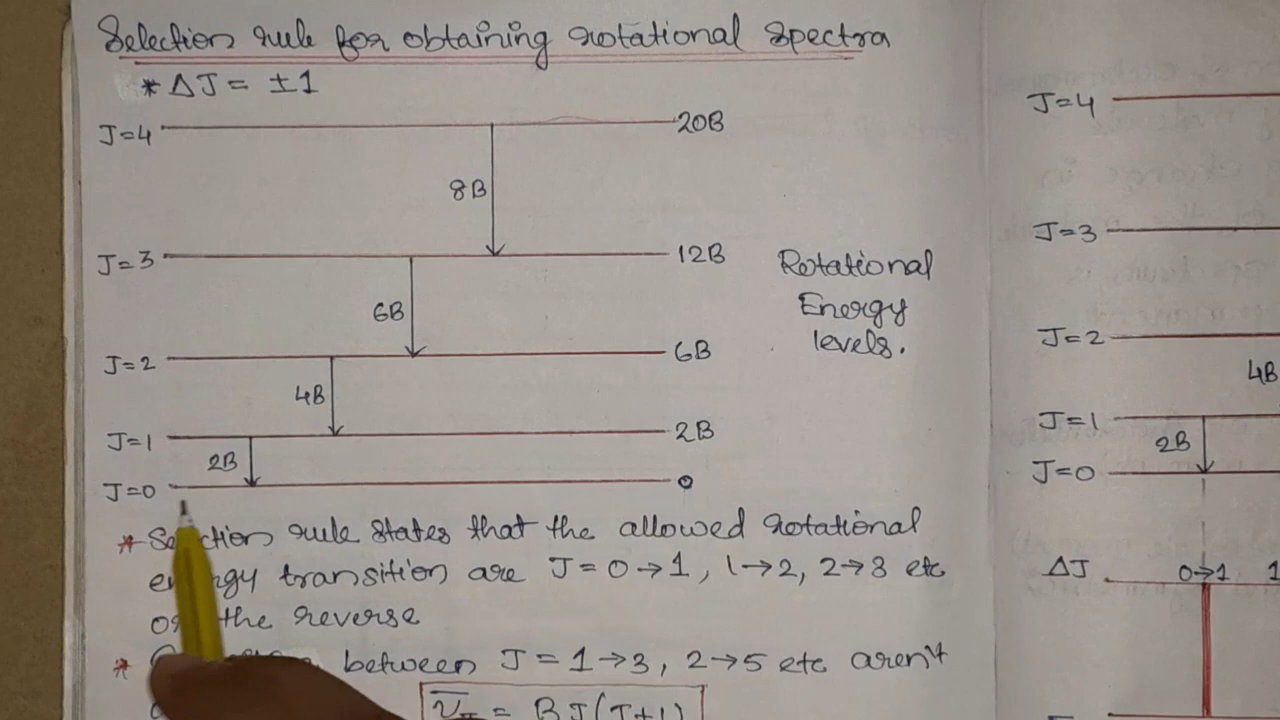 Selection rule for obtaining rotational spectra
* ΔJ = ±1
J=4 20B
8B
J=3 12B
6B
J=2 6B
4B
J=1 2B
2B
J=0 0
Rotational
Energy
levels.
* Selection rule states that the allowed rotational
energy transition are J=0→1, 1→2, 2→3 etc
or the reverse
* between J=1→3, 2→5 etc aren't
= BJ(J+1)
J=4
J=3
J=2
4B
J=1
2B
J=0
ΔJ 0→1 1